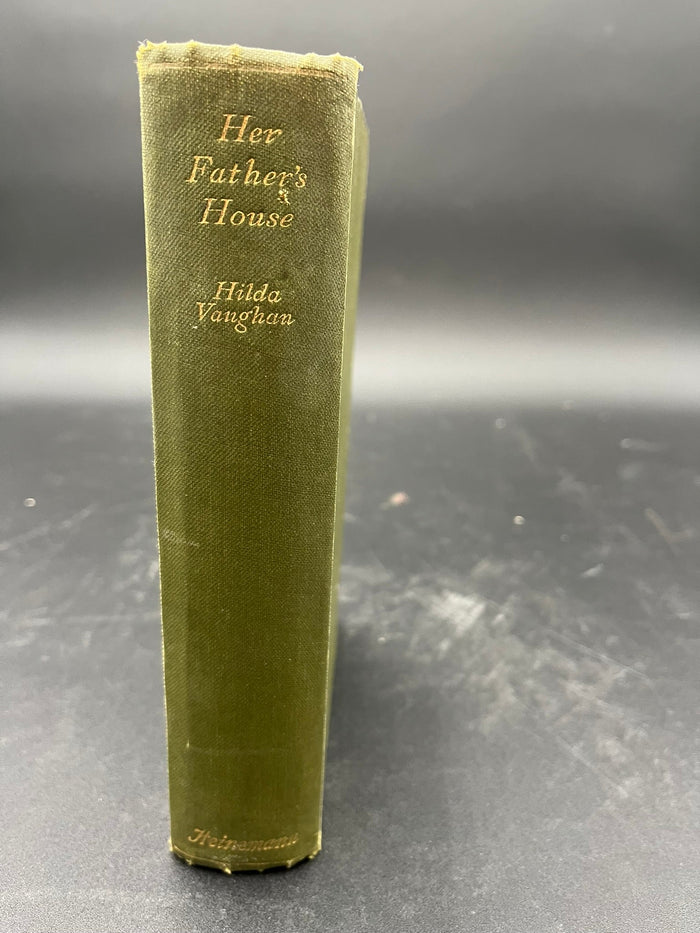 Her
Father's
House
Hilda
Vaughan
Heinemann